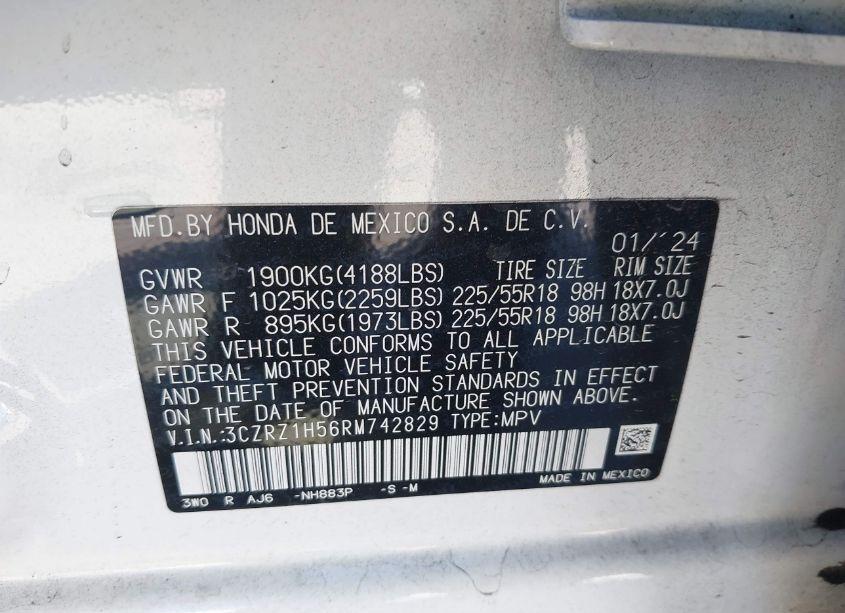 MFD.BY HONDA DE MEXICO S.A. DE C.V. 01/'24
GVWR 1900KG(4188LBS) TIRE SIZE RIM SIZE
GAWR F 1025KG(2259LBS) 225/55R18 98H 18X7.0J
GAWR R 895KG(1973LBS) 225/55R18 98H 18X7.0J
THIS VEHICLE CONFORMS TO ALL APPLICABLE
FEDERAL MOTOR VEHICLE SAFETY
AND THEFT PREVENTION STANDARDS IN EFFECT
ON THE DATE OF MANUFACTURE SHOWN ABOVE.
V.I.N.:3CZRZ1H56RM742829 TYPE:MPV
3W0 R AJ6 -NH883P -S -M MADE IN MEXICO